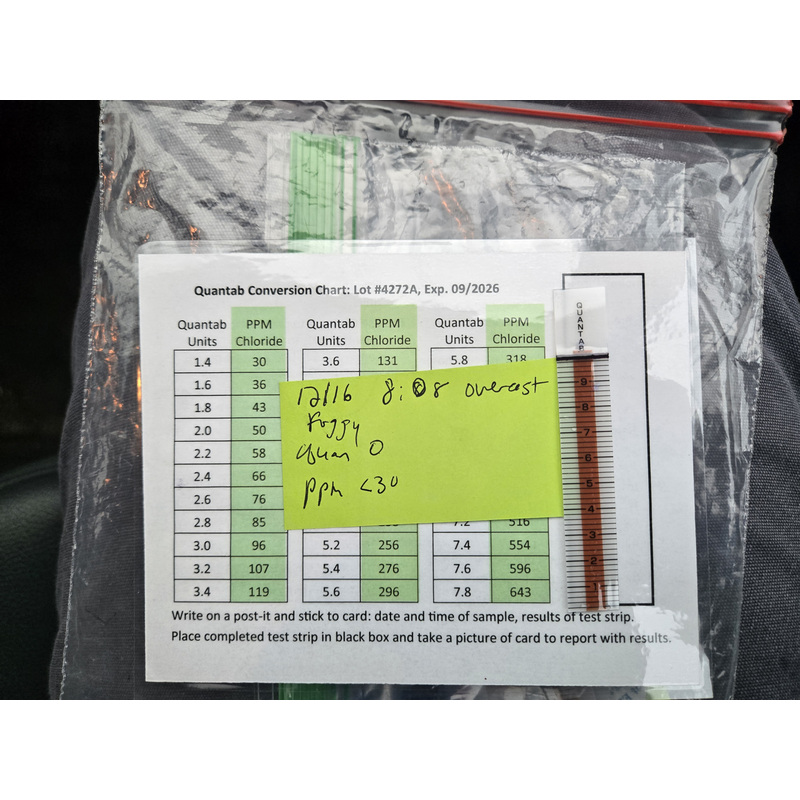 Quantab Conversion Chart: Lot #4272A, Exp. 09/2026
Quantab Units PPM Chloride Quantab Units PPM Chloride Quantab Units PPM Chloride
1.4 30 3.6 131 5.8 318
1.6 36
1.8 43
2.0 50
2.2 58
2.4 66
2.6 76
2.8 85 7.2 516
3.0 96 5.2 256 7.4 554
3.2 107 5.4 276 7.6 596
3.4 119 5.6 296 7.8 643
12/16 8:08 overcast
Foggy
Quan 0
ppm <30
QUANTAB
9
8
7
6
5
4
3
2
1
Write on a post-it and stick to card: date and time of sample, results of test strip.
Place completed test strip in black box and take a picture of card to report with results.